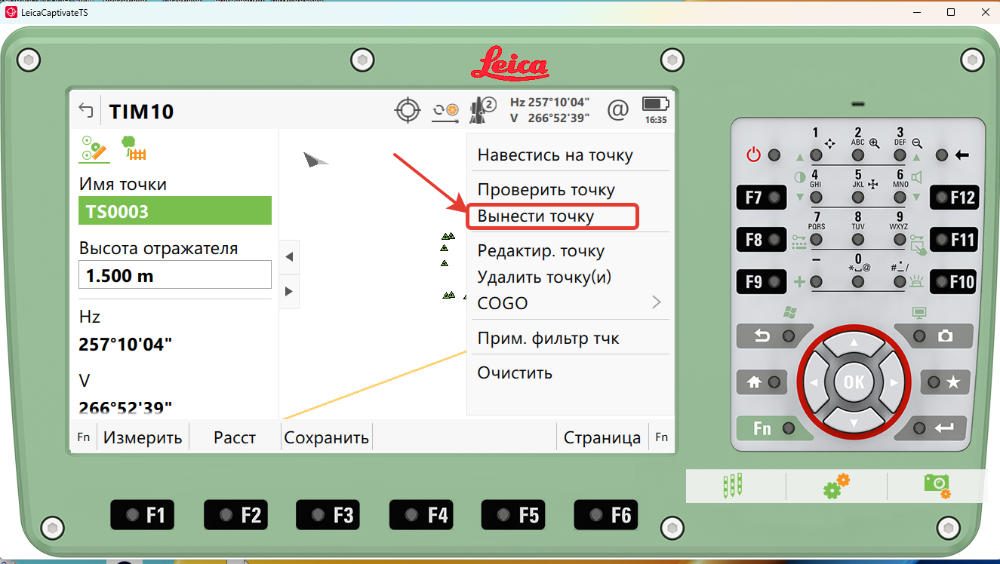 LeicaCaptivateTS
Leica
TIM10
2
Hz 257°10'04"
V 266°52'39"
@
16:35
Имя точки
TS0003
Высота отражателя
1.500 m
Hz
257°10'04"
V
266°52'39"
Навестись на точку
Проверить точку
Вынести точку
Редактир. точку
Удалить точку(и)
COGO
Прим. фильтр тчк
Очистить
Fn
Измерить
Расст
Сохранить
Страница
Fn
F1
F2
F3
F4
F5
F6
1
2
ABC
3
DEF
4
GHI
5
JKL
6
MNO
7
PQRS
8
TUV
9
WXYZ
0
*␣@
#._/
F7
F12
F8
F11
F9
F10
OK
Fn